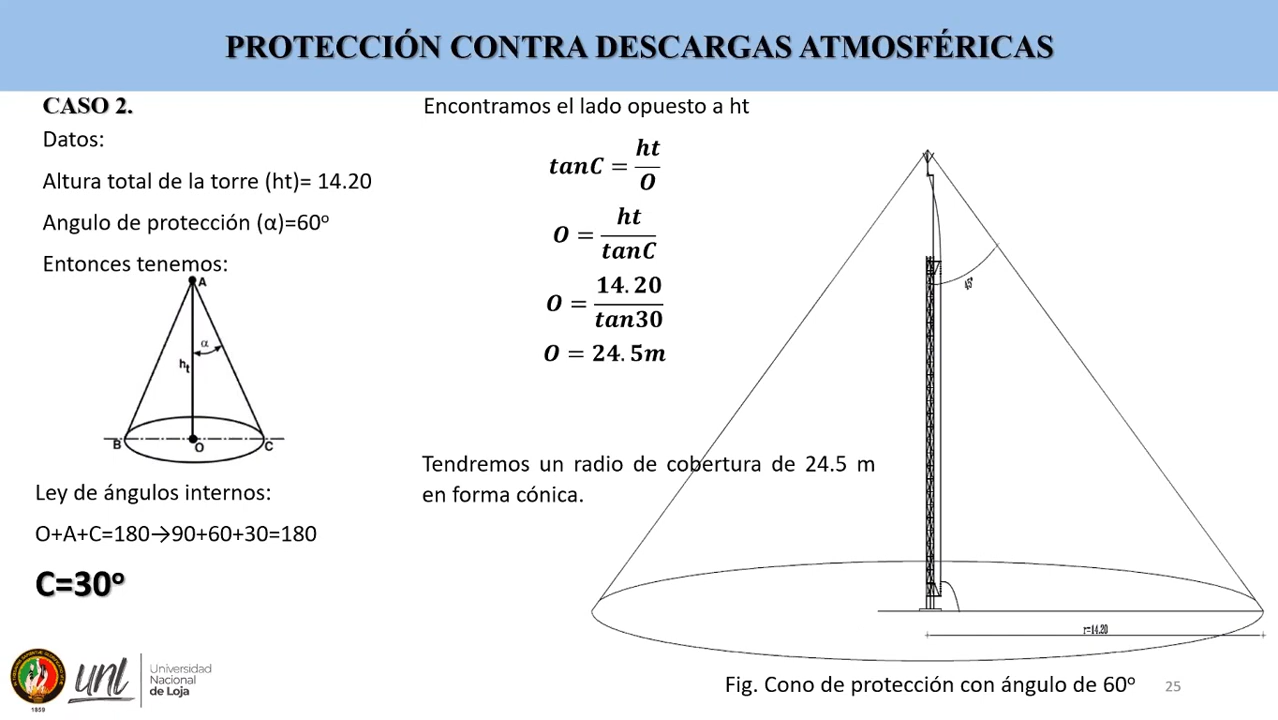 PROTECCIÓN CONTRA DESCARGAS ATMOSFÉRICAS
CASO 2.
Datos:
Altura total de la torre (ht)= 14.20
Angulo de protección (α)=60º
Entonces tenemos:
A
α
ht
B
O
C
Ley de ángulos internos:
O+A+C=180→90+60+30=180
C=30º
Encontramos el lado opuesto a ht
tanC = ht/O
O = ht/tanC
O = 14.20/tan30
O = 24.5m
Tendremos un radio de cobertura de 24.5 m
en forma cónica.
45°
r=14.20
Fig. Cono de protección con ángulo de 60º
25
1859
unl
Universidad
Nacional
de Loja